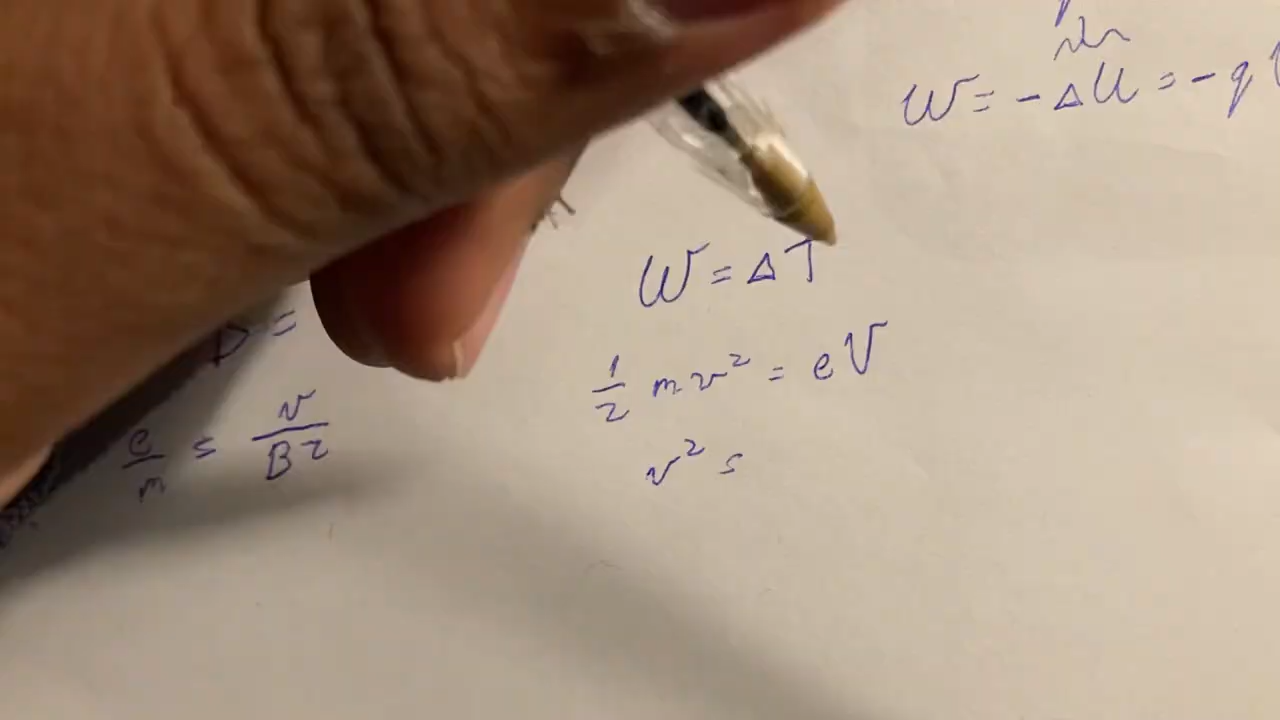 W = - ΔU = - q
W = ΔT
Δ =
1/2 mv² = eV
e/m = v/Br
v² =